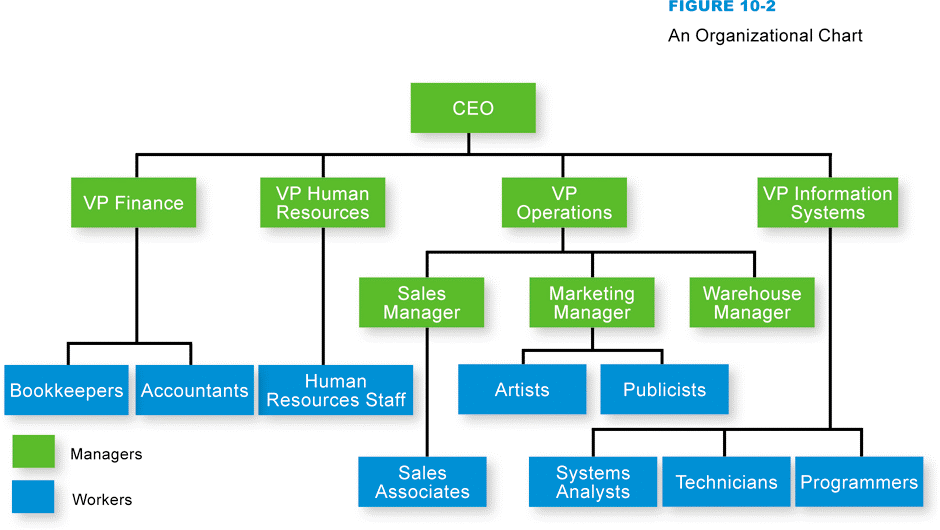 FIGURE 10-2
An Organizational Chart
CEO
VP Finance
VP Human
Resources
VP
Operations
VP Information
Systems
Sales
Manager
Marketing
Manager
Warehouse
Manager
Bookkeepers
Accountants
Human
Resources Staff
Artists
Publicists
Managers
Workers
Sales
Associates
Systems
Analysts
Technicians
Programmers